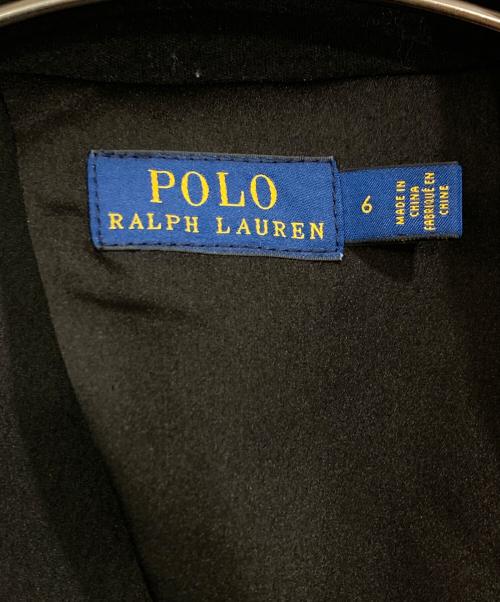 POLO
RALPH LAUREN
6
MADE IN
CHINA
FABRIQUÉ EN
CHINE